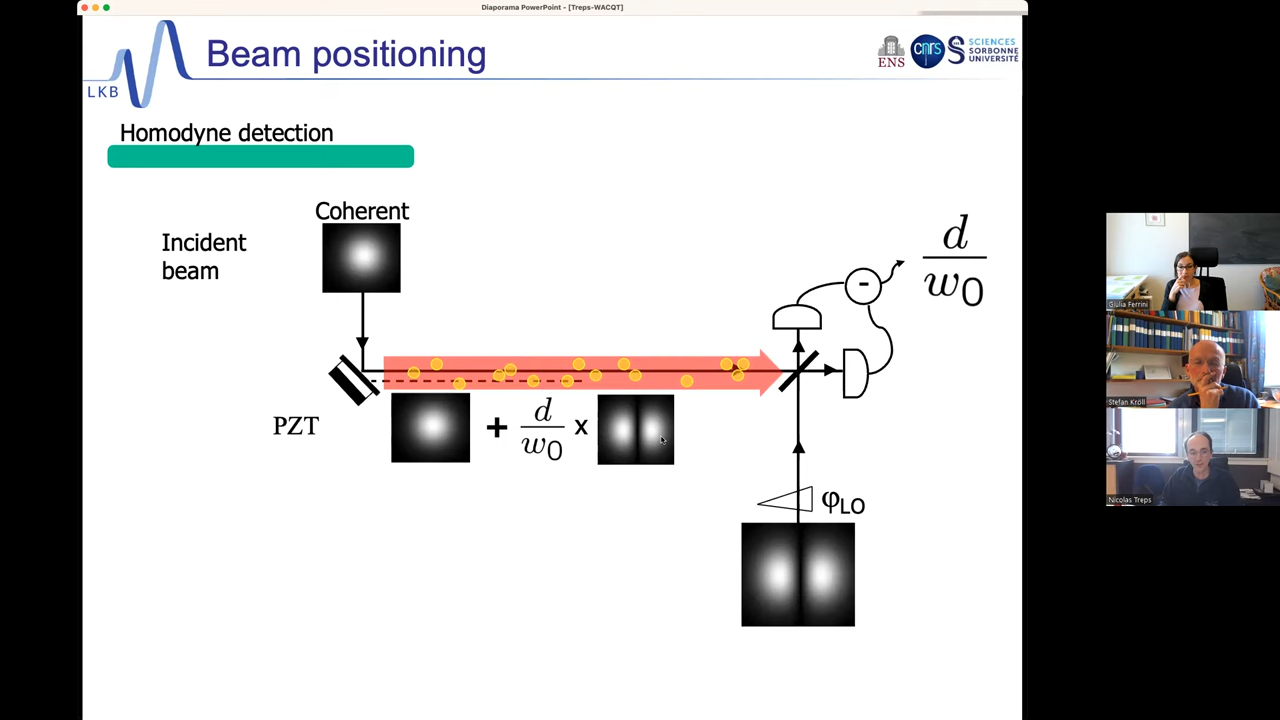 Diaporama PowerPoint - [Treps-WACQT]
LKB
Beam positioning
ENS
cnrs
SCIENCES
SORBONNE
UNIVERSITÉ
Homodyne detection
Coherent
Incident
beam
PZT
+ d/w0 x
-
d/w0
φLO
Giulia Ferrini
Stefan Kröll
Nicolas Treps